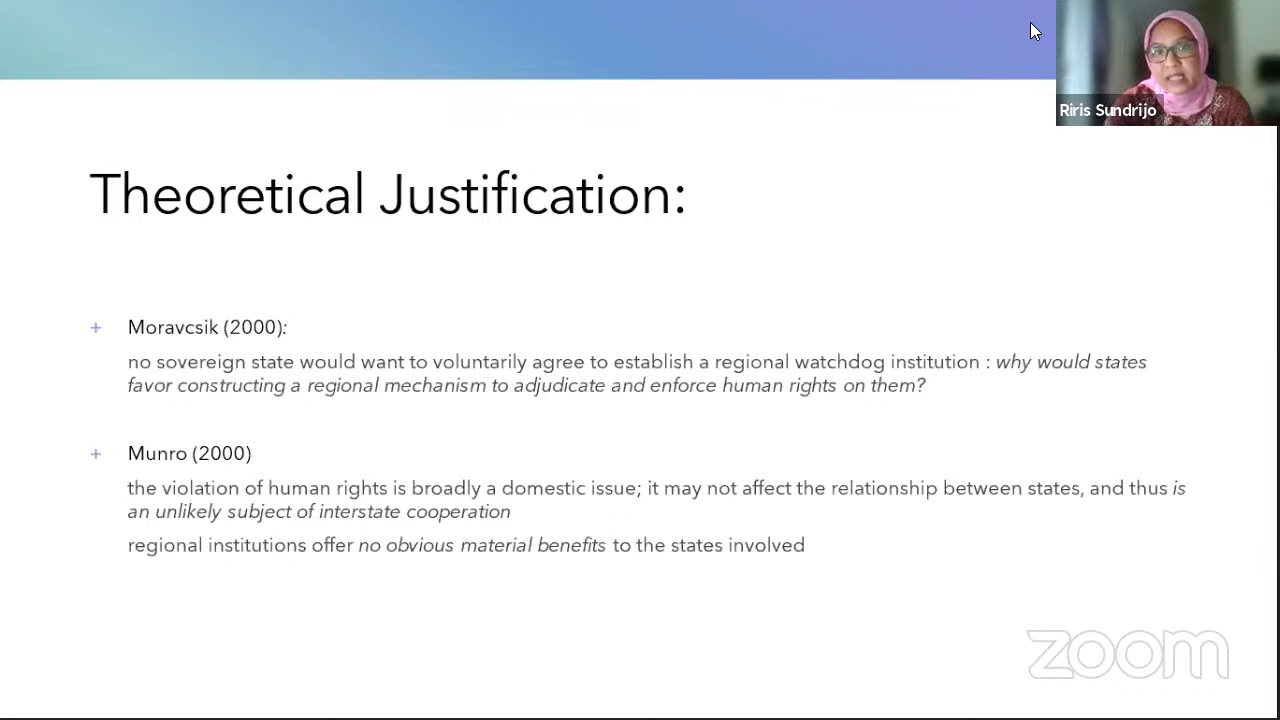 Riris Sundrijo
Theoretical Justification:
+ Moravcsik (2000):
no sovereign state would want to voluntarily agree to establish a regional watchdog institution : why would states
favor constructing a regional mechanism to adjudicate and enforce human rights on them?
+ Munro (2000)
the violation of human rights is broadly a domestic issue; it may not affect the relationship between states, and thus is
an unlikely subject of interstate cooperation
regional institutions offer no obvious material benefits to the states involved
zoom